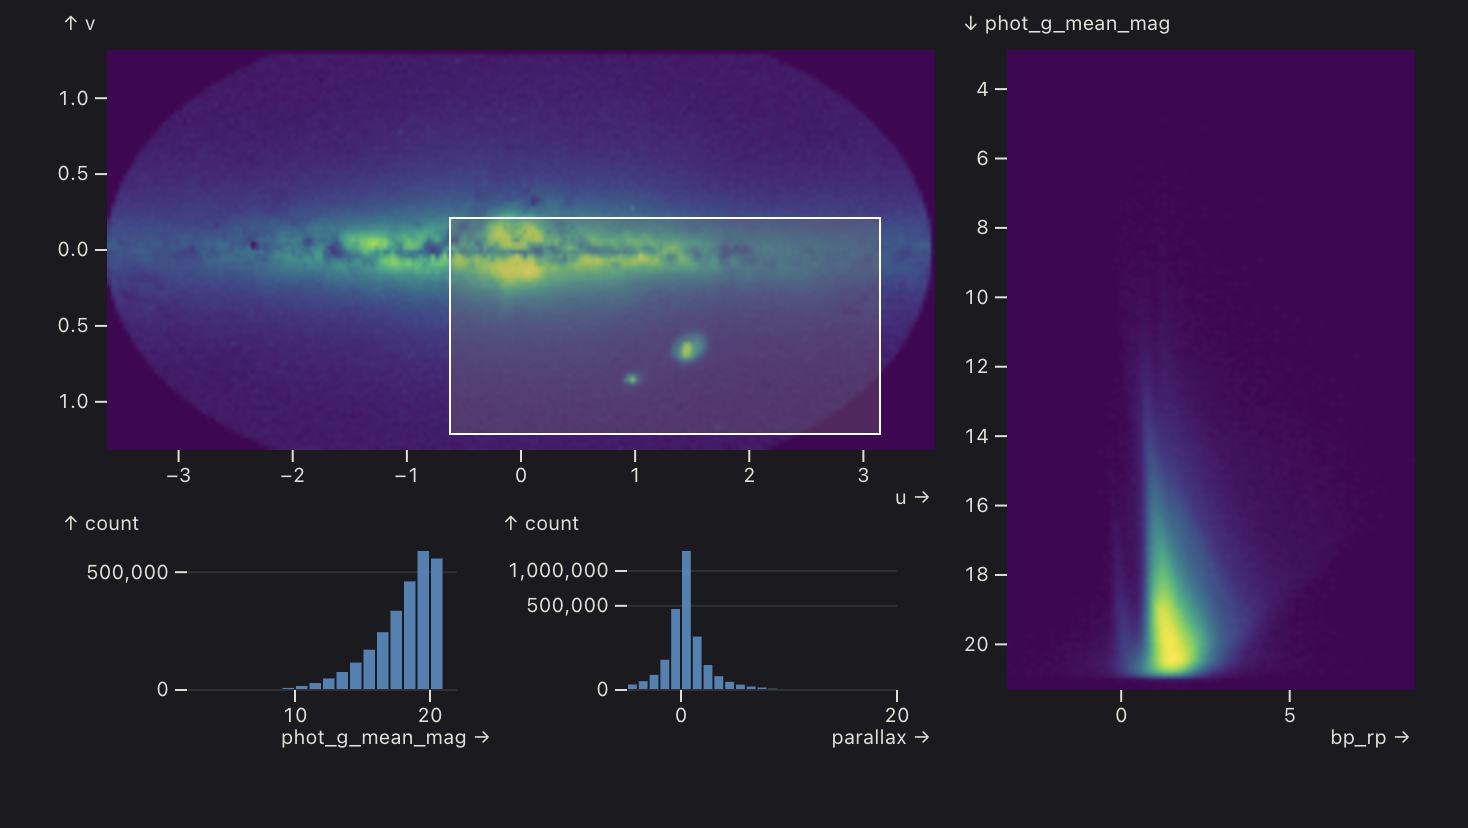 ↑ v
1.0
0.5
0.0
0.5
1.0
−3 −2 −1 0 1 2 3
u →
↑ count
500,000
0
10 20
phot_g_mean_mag →
↑ count
1,000,000
500,000
0
0 20
parallax →
↓ phot_g_mean_mag
4
6
8
10
12
14
16
18
20
0 5
bp_rp →